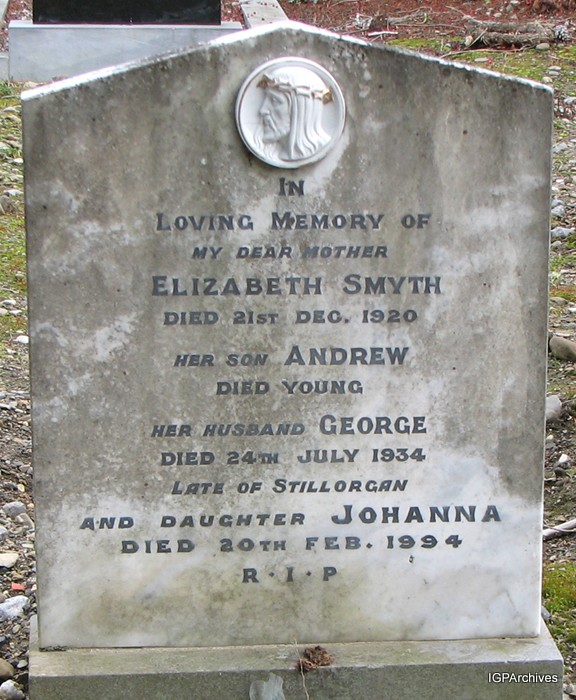 IN
LOVING MEMORY OF
MY DEAR MOTHER
ELIZABETH SMYTH
DIED 21ST DEC. 1920
HER SON ANDREW
DIED YOUNG
HER HUSBAND GEORGE
DIED 24TH JULY 1934
LATE OF STILLORGAN
AND DAUGHTER JOHANNA
DIED 20TH FEB. 1994
R·I·P
IGPArchives